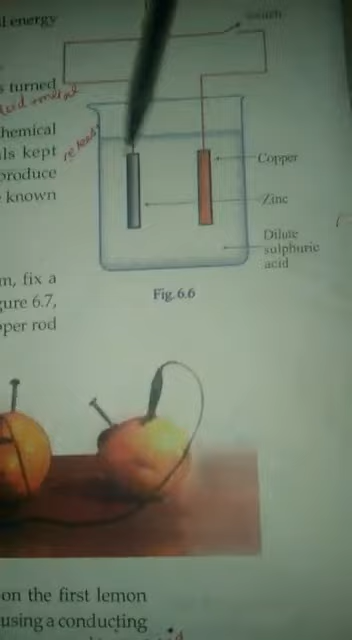 l energy
switch
s turned
hemical
ls kept
produce
known
Copper
Zinc
Dilute
sulphuric
acid
Fig.6.6
m, fix a
gure 6.7,
pper rod
on the first lemon
using a conducting